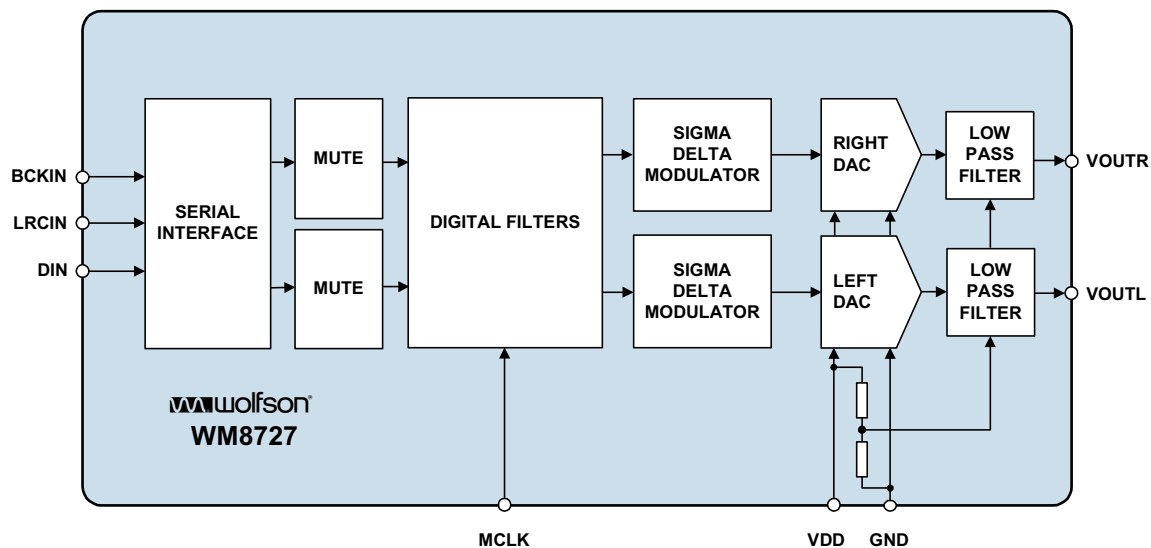 BCKIN
LRCIN
DIN
SERIAL
INTERFACE
MUTE
MUTE
DIGITAL FILTERS
SIGMA
DELTA
MODULATOR
SIGMA
DELTA
MODULATOR
RIGHT
DAC
LEFT
DAC
LOW
PASS
FILTER
LOW
PASS
FILTER
VOUTR
VOUTL
wolfson®
WM8727
MCLK
VDD
GND